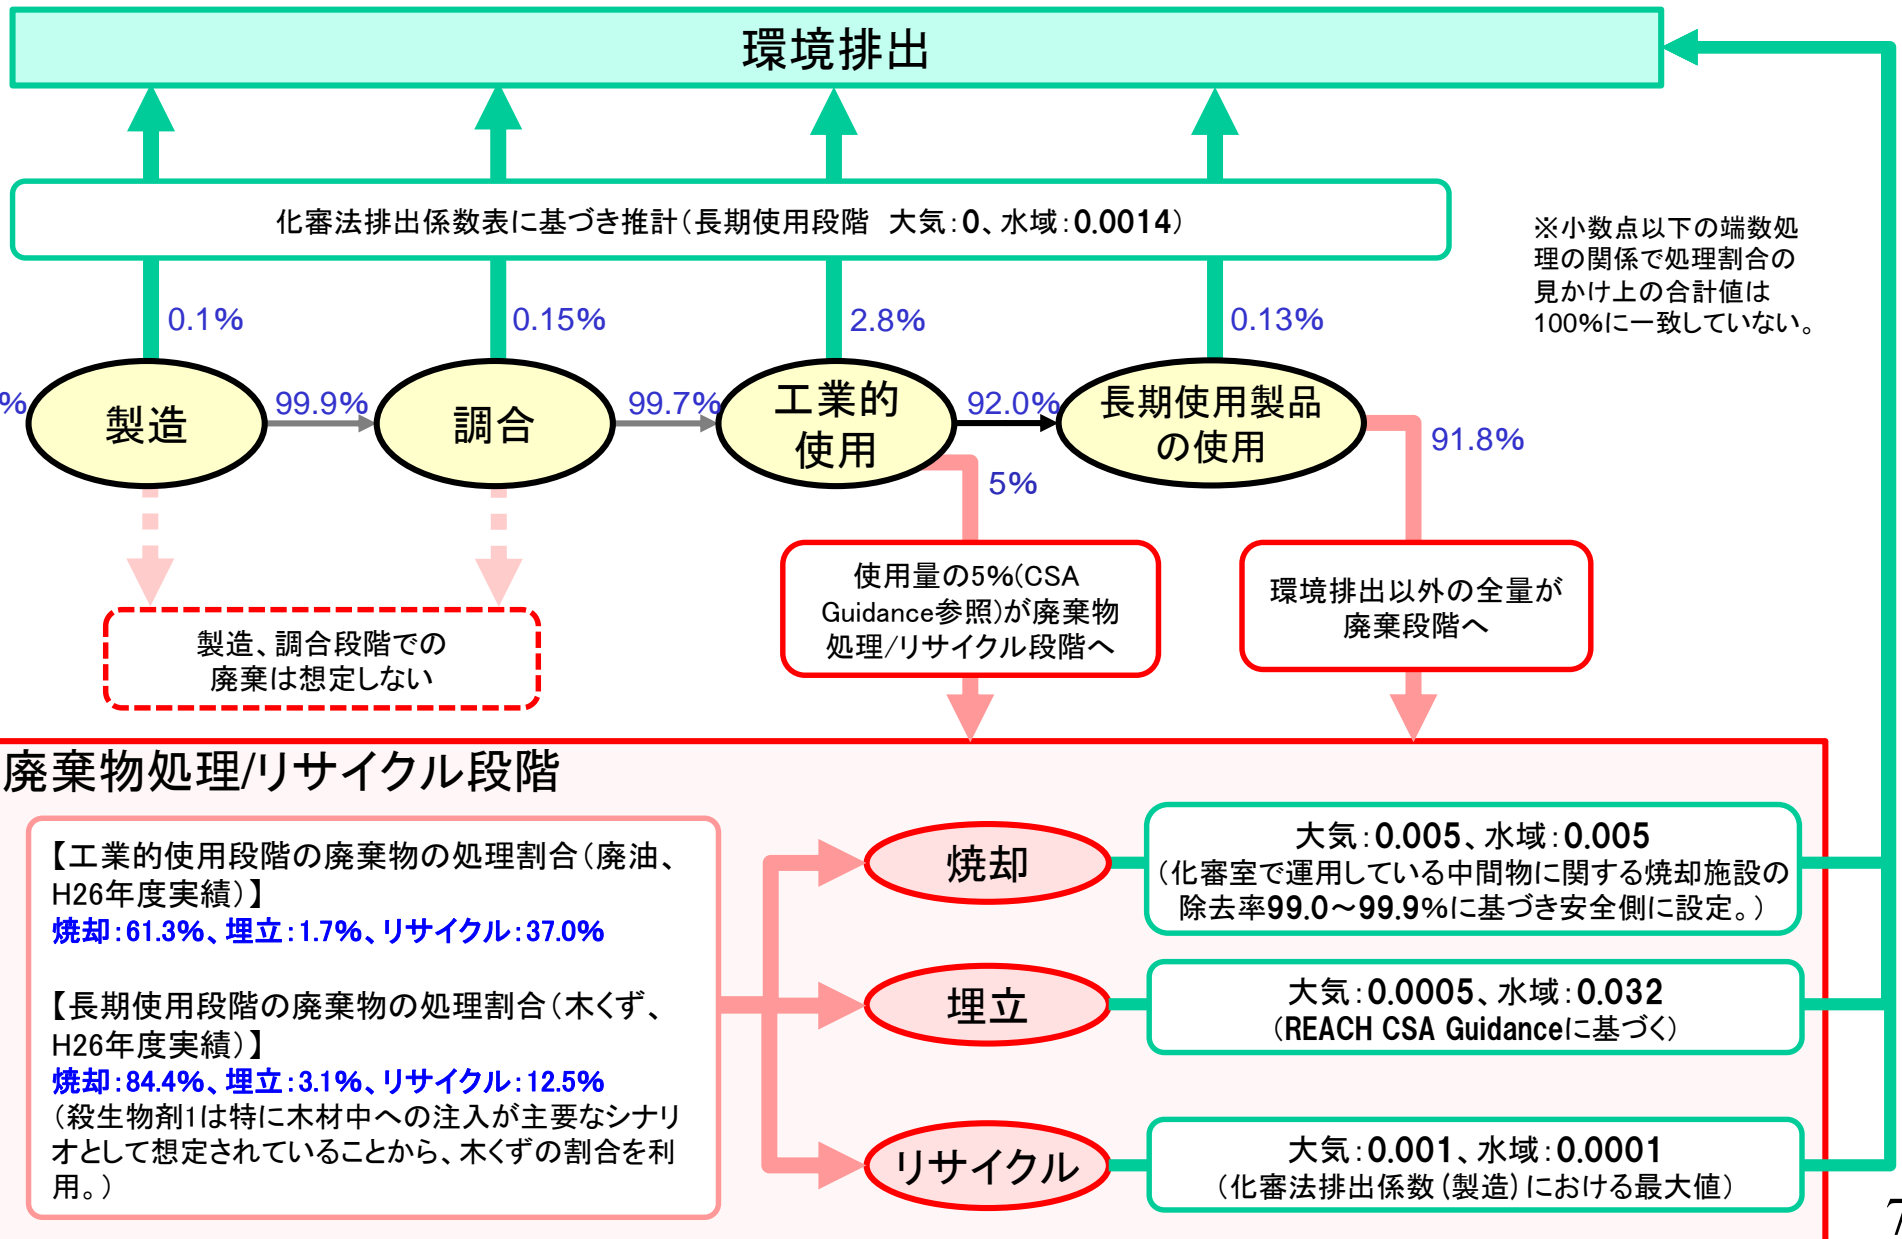 環境排出
化審法排出係数表に基づき推計（長期使用段階　大気：0、水域：0.0014）
※小数点以下の端数処
理の関係で処理割合の
見かけ上の合計値は
100%に一致していない。
0.1%
0.15%
2.8%
0.13%
%
製造
99.9%
調合
99.7%
工業的
使用
92.0%
長期使用製品
の使用
91.8%
5%
製造、調合段階での
廃棄は想定しない
使用量の5%(CSA
Guidance参照)が廃棄物
処理/リサイクル段階へ
環境排出以外の全量が
廃棄段階へ
廃棄物処理/リサイクル段階
【工業的使用段階の廃棄物の処理割合（廃油、
H26年度実績）】
焼却：61.3%、埋立：1.7%、リサイクル：37.0%
【長期使用段階の廃棄物の処理割合（木くず、
H26年度実績）】
焼却：84.4%、埋立：3.1%、リサイクル：12.5%
（殺生物剤1は特に木材中への注入が主要なシナリ
オとして想定されていることから、木くずの割合を利
用。）
焼却
大気：0.005、水域：0.005
（化審室で運用している中間物に関する焼却施設の
除去率99.0～99.9%に基づき安全側に設定。）
埋立
大気：0.0005、水域：0.032
（REACH CSA Guidanceに基づく）
リサイクル
大気：0.001、水域：0.0001
（化審法排出係数（製造）における最大値）
7